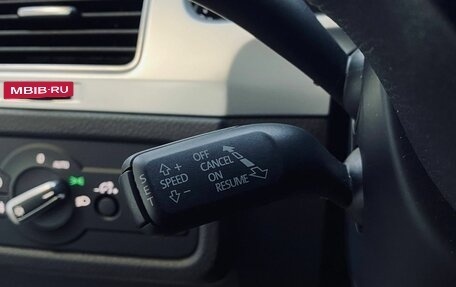 MBIB.RU
AUTO
SET
+
SPEED
−
OFF
CANCEL
ON
RESUME